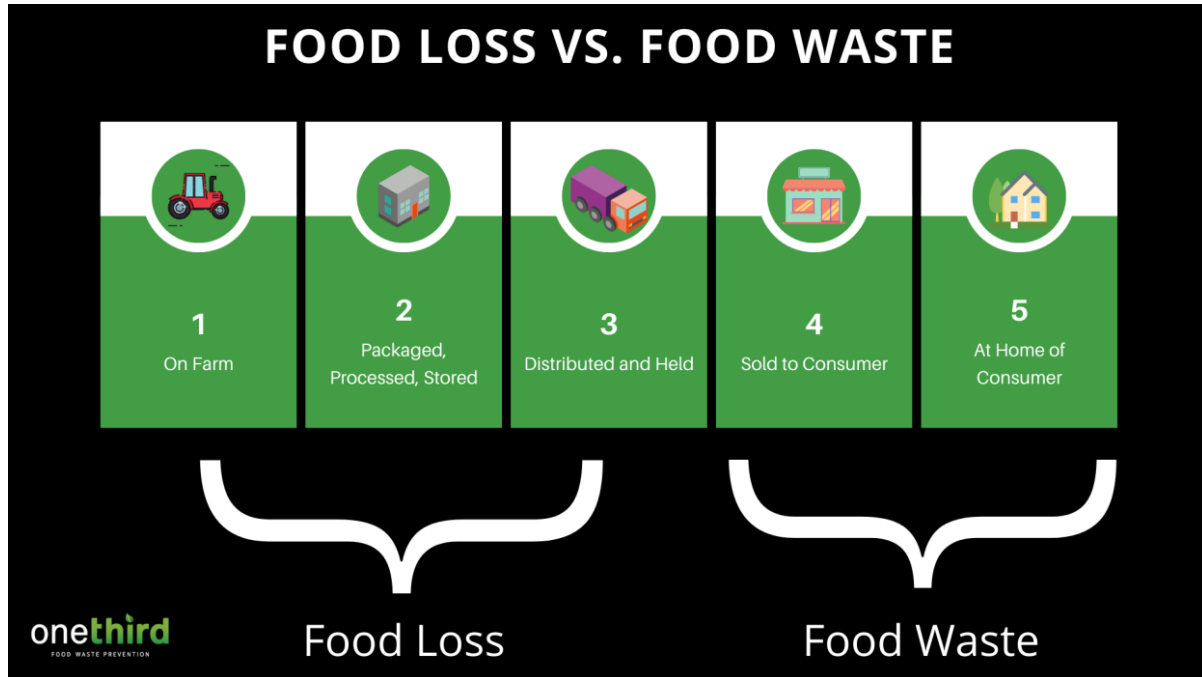 FOOD LOSS VS. FOOD WASTE
1
On Farm
2
Packaged,
Processed, Stored
3
Distributed and Held
4
Sold to Consumer
5
At Home of
Consumer
Food Loss
Food Waste
onethird
FOOD WASTE PREVENTION